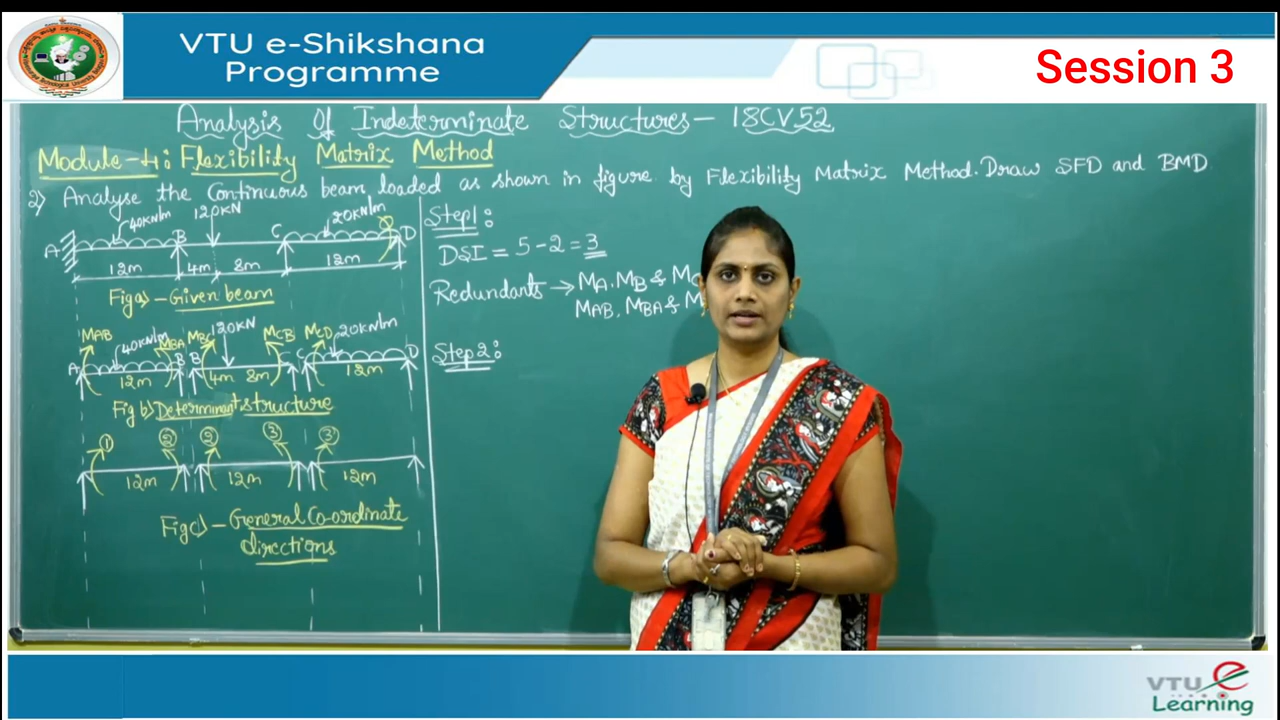 VTU e-Shikshana
Programme
Session 3
Analysis Of Indeterminate Structures - 18CV52
Module-4: Flexibility Matrix Method
2) Analyse the Continuous beam loaded as shown in figure by Flexibility Matrix Method. Draw SFD and BMD
40kN/m 120kN 20kN/m
A B C D
12m 4m 8m 12m
Fig a) - Given beam
MAB 40kN/m MBA MBC 120kN MCB MCD 20kN/m
A B B C C D
12m 4m 8m 12m
Fig b) Determinant structure
① ② ② ③ ③
12m 12m 12m
Fig c) - General Co-ordinate
directions
Step 1:
DSI = 5 - 2 = 3
Redundants → MA, MB & MC
MAB, MBA & M
Step 2:
VTU e
Learning